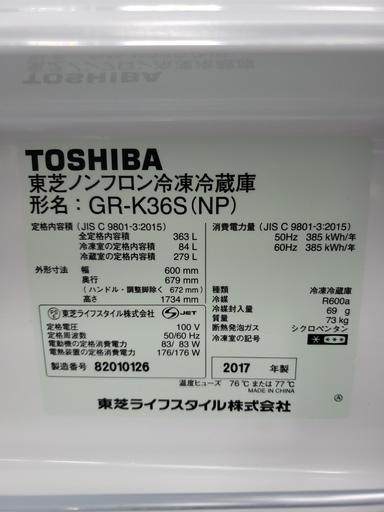 TOSHIBA
東芝ノンフロン冷凍冷蔵庫
形名：GR-K36S(NP)
定格内容積（JIS C 9801-3:2015）
全定格内容積 363 L
冷凍室の定格内容積 84 L
冷蔵室の定格内容積 279 L
外形寸法 幅 600 mm
奥行 679 mm
（ハンドル・調整脚除く 672 mm）
高さ 1734 mm
消費電力量（JIS C 9801-3:2015）
50Hz 385 kWh/年
60Hz 385 kWh/年
種類 冷凍冷蔵庫
冷媒 R600a
冷媒量 69 g
質量 73 kg
断熱発泡ガス シクロペンタン
冷凍室の記号
東芝ライフスタイル株式会社 JET
定格電圧 100 V
定格周波数 50/60 Hz
電動機の定格消費電力 83/ 83 W
電熱装置の定格消費電力 176/176 W
製造番号 82010126
2017 年製
温度ヒューズ 76℃ または 77℃
MADE IN CHINA
東芝ライフスタイル株式会社
Ⓐ